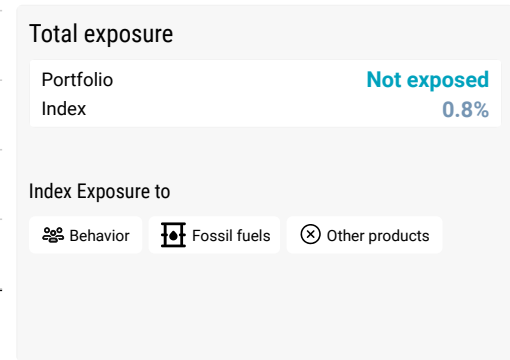 Total exposure
Portfolio Not exposed
Index 0.8%
Index Exposure to
Behavior Fossil fuels Other products